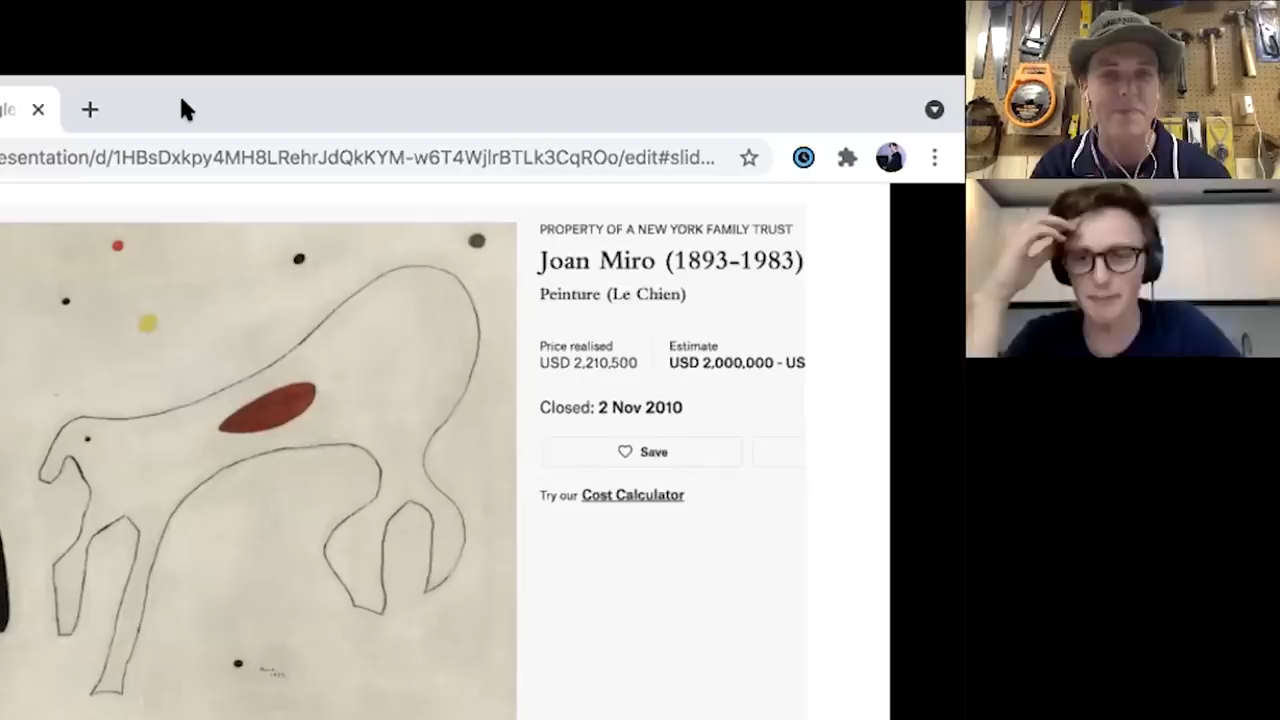 gle
esentation/d/1HBsDxkpy4MH8LRehrJdQkKYM-w6T4WjlrBTLk3CqROo/edit#slid...
PROPERTY OF A NEW YORK FAMILY TRUST
Joan Miro (1893-1983)
Peinture (Le Chien)
Price realised
Estimate
USD 2,210,500
USD 2,000,000 - US
Closed: 2 Nov 2010
Save
Try our Cost Calculator